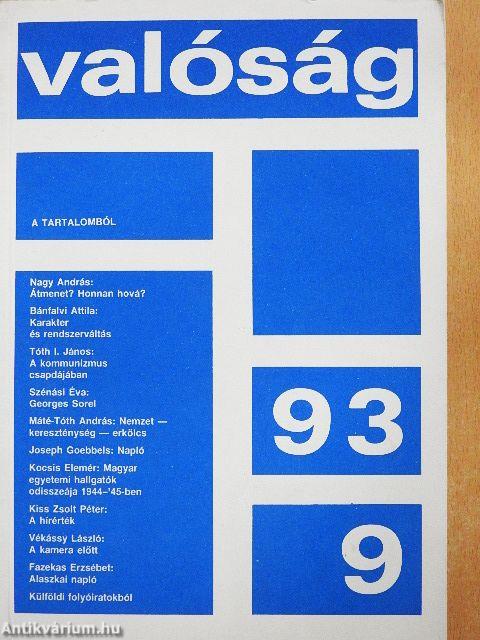 valóság
A TARTALOMBÓL
Nagy András:
Átmenet? Honnan hová?
Bánfalvi Attila:
Karakter
és rendszerváltás
Tóth I. János:
A kommunizmus
csapdájában
Szénási Éva:
Georges Sorel
Máté-Tóth András: Nemzet —
kereszténység — erkölcs
Joseph Goebbels: Napló
Kocsis Elemér: Magyar
egyetemi hallgatók
odisszeája 1944–'45-ben
Kiss Zsolt Péter:
A hírérték
Vékássy László:
A kamera előtt
Fazekas Erzsébet:
Alaszkai napló
Külföldi folyóiratokból
93
9
Antikvárium.hu